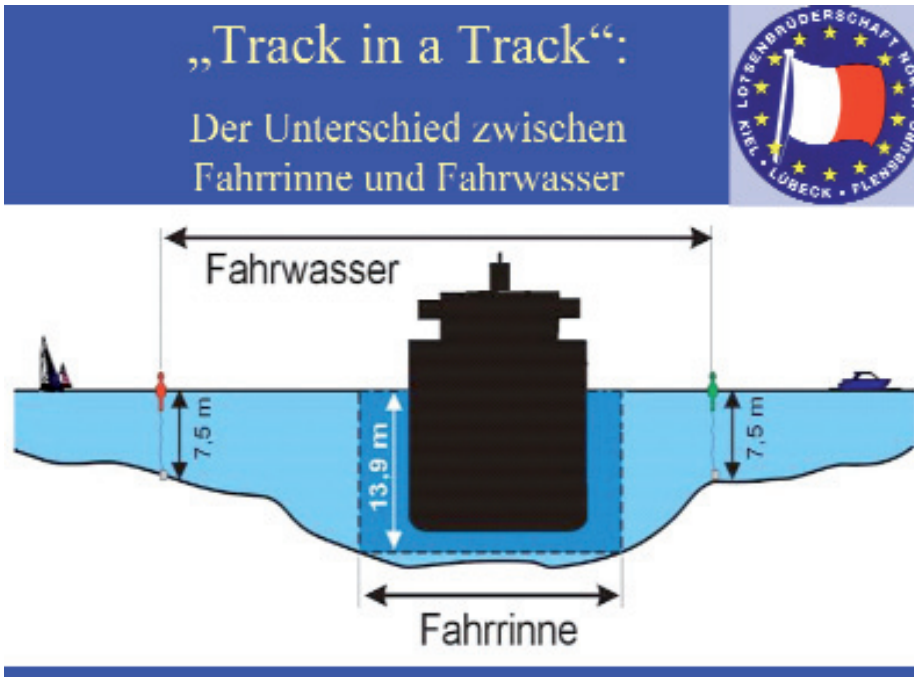 „Track in a Track“:
Der Unterschied zwischen
Fahrrinne und Fahrwasser
LOTSENBRÜDERSCHAFT
KIEL • LÜBECK • FLENSBURG
Fahrwasser
7,5 m
13,9 m
7,5 m
Fahrrinne